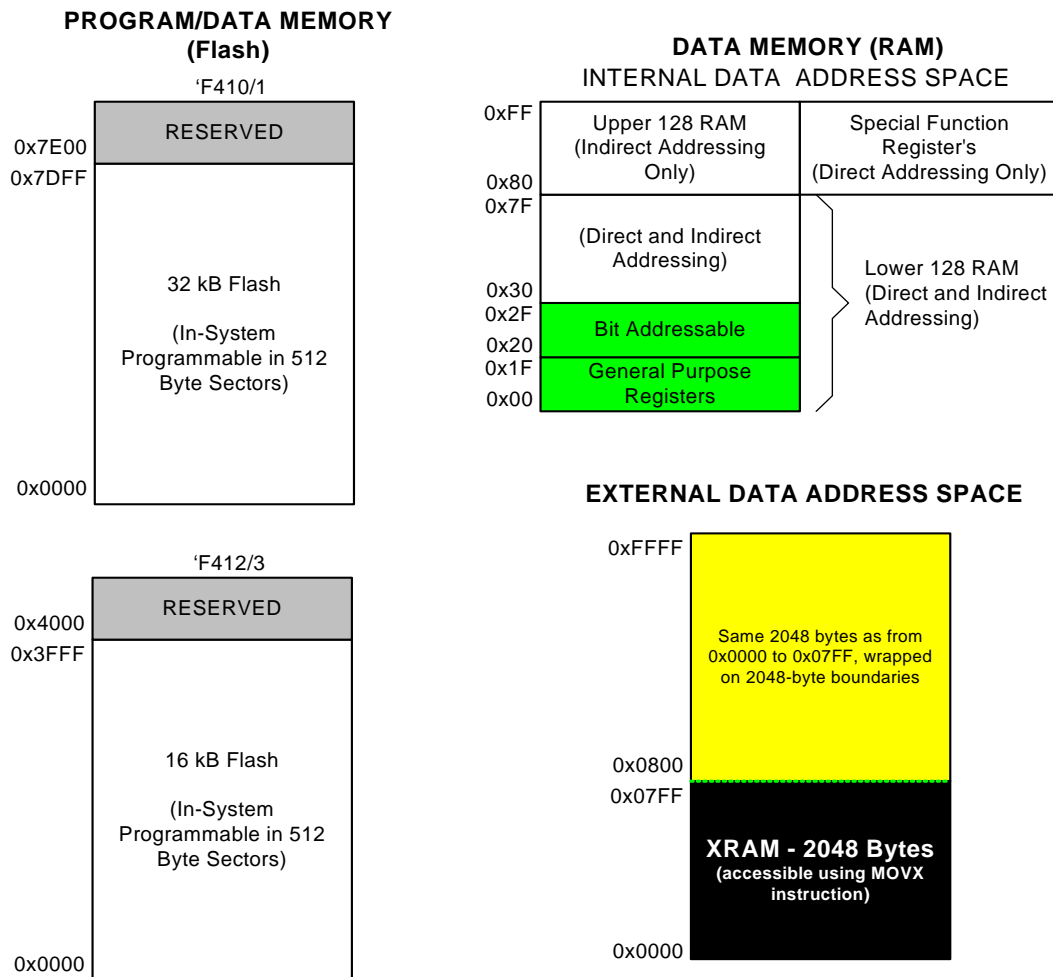 PROGRAM/DATA MEMORY
(Flash)
‘F410/1
RESERVED
0x7E00
0x7DFF
32 kB Flash
(In-System
Programmable in 512
Byte Sectors)
0x0000
‘F412/3
RESERVED
0x4000
0x3FFF
16 kB Flash
(In-System
Programmable in 512
Byte Sectors)
0x0000
DATA MEMORY (RAM)
INTERNAL DATA ADDRESS SPACE
0xFF
Upper 128 RAM
(Indirect Addressing
Only)
0x80
Special Function
Register's
(Direct Addressing Only)
0x7F
(Direct and Indirect
Addressing)
0x30
0x2F
Bit Addressable
0x20
0x1F
General Purpose
Registers
0x00
Lower 128 RAM
(Direct and Indirect
Addressing)
EXTERNAL DATA ADDRESS SPACE
0xFFFF
Same 2048 bytes as from
0x0000 to 0x07FF, wrapped
on 2048-byte boundaries
0x0800
0x07FF
XRAM - 2048 Bytes
(accessible using MOVX
instruction)
0x0000